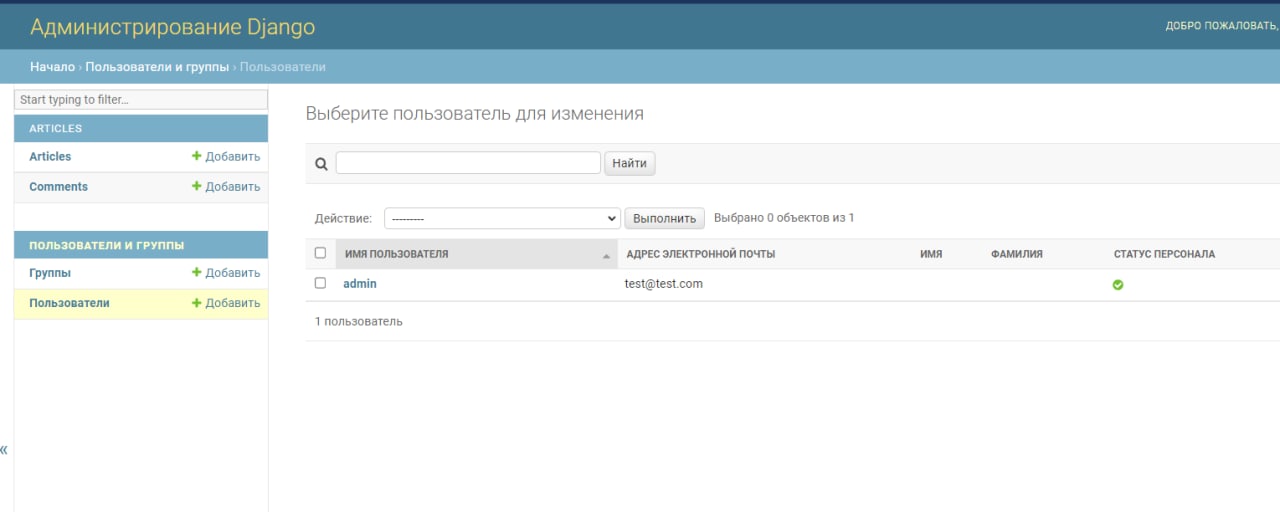 Администрирование Django
ДОБРО ПОЖАЛОВАТЬ,
Начало › Пользователи и группы › Пользователи
Start typing to filter...
ARTICLES
Articles + Добавить
Comments + Добавить
ПОЛЬЗОВАТЕЛИ И ГРУППЫ
Группы + Добавить
Пользователи + Добавить
«
Выберите пользователь для изменения
Найти
Действие: --------- Выполнить Выбрано 0 объектов из 1
ИМЯ ПОЛЬЗОВАТЕЛЯ АДРЕС ЭЛЕКТРОННОЙ ПОЧТЫ ИМЯ ФАМИЛИЯ СТАТУС ПЕРСОНАЛА
admin test@test.com
1 пользователь